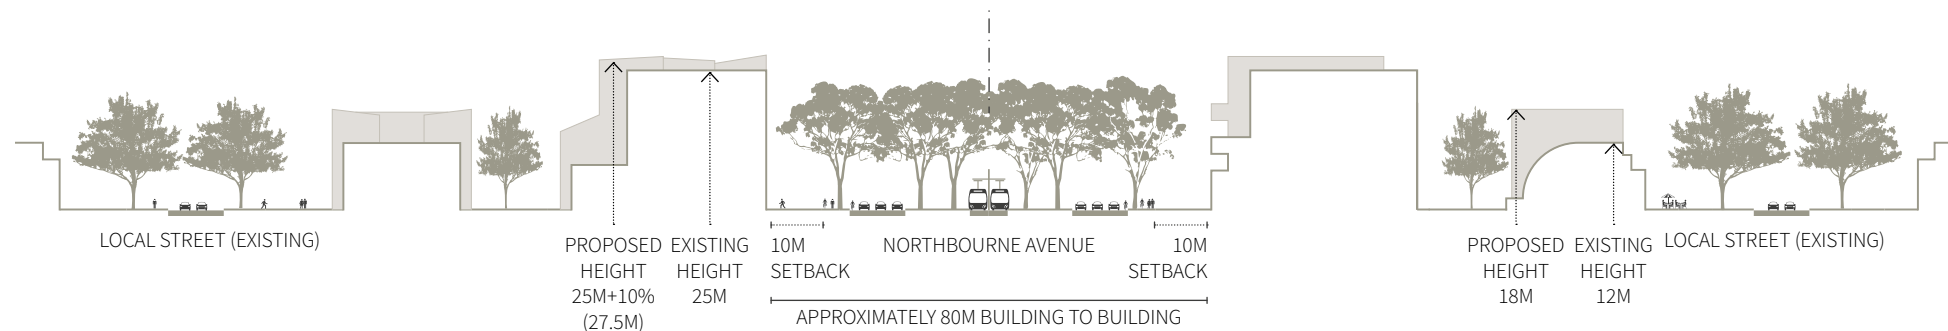 LOCAL STREET (EXISTING)
PROPOSED
HEIGHT
25M+10%
(27.5M)
EXISTING
HEIGHT
25M
10M
SETBACK
NORTHBOURNE AVENUE
10M
SETBACK
APPROXIMATELY 80M BUILDING TO BUILDING
PROPOSED
HEIGHT
18M
EXISTING
HEIGHT
12M
LOCAL STREET (EXISTING)